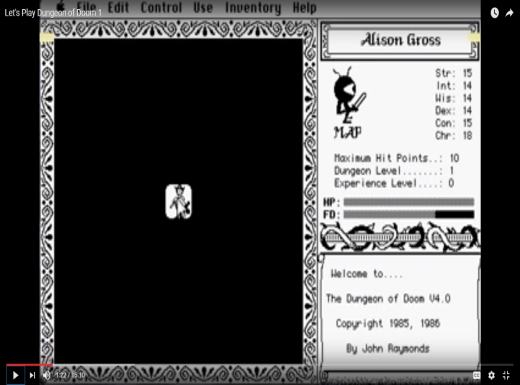 Let's Play Dungeon of Doom 1
File Edit Control Use Inventory Help
Alison Gross
Str: 15
Int: 14
Wis: 14
Dex: 14
Con: 15
Chr: 18
MAP
Maximum Hit Points..: 10
Dungeon Level.......: 1
Experience Level....: 0
HP:
FD:
Welcome to....
The Dungeon of Doom V4.0
Copyright 1985, 1986
By John Raymonds